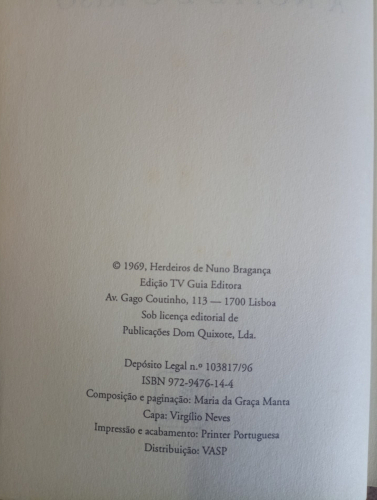 © 1969, Herdeiros de Nuno Bragança
Edição TV Guia Editora
Av. Gago Coutinho, 113 — 1700 Lisboa
Sob licença editorial de
Publicações Dom Quixote, Lda.
Depósito Legal n.º 103817/96
ISBN 972-9476-14-4
Composição e paginação: Maria da Graça Manta
Capa: Virgílio Neves
Impressão e acabamento: Printer Portuguesa
Distribuição: VASP